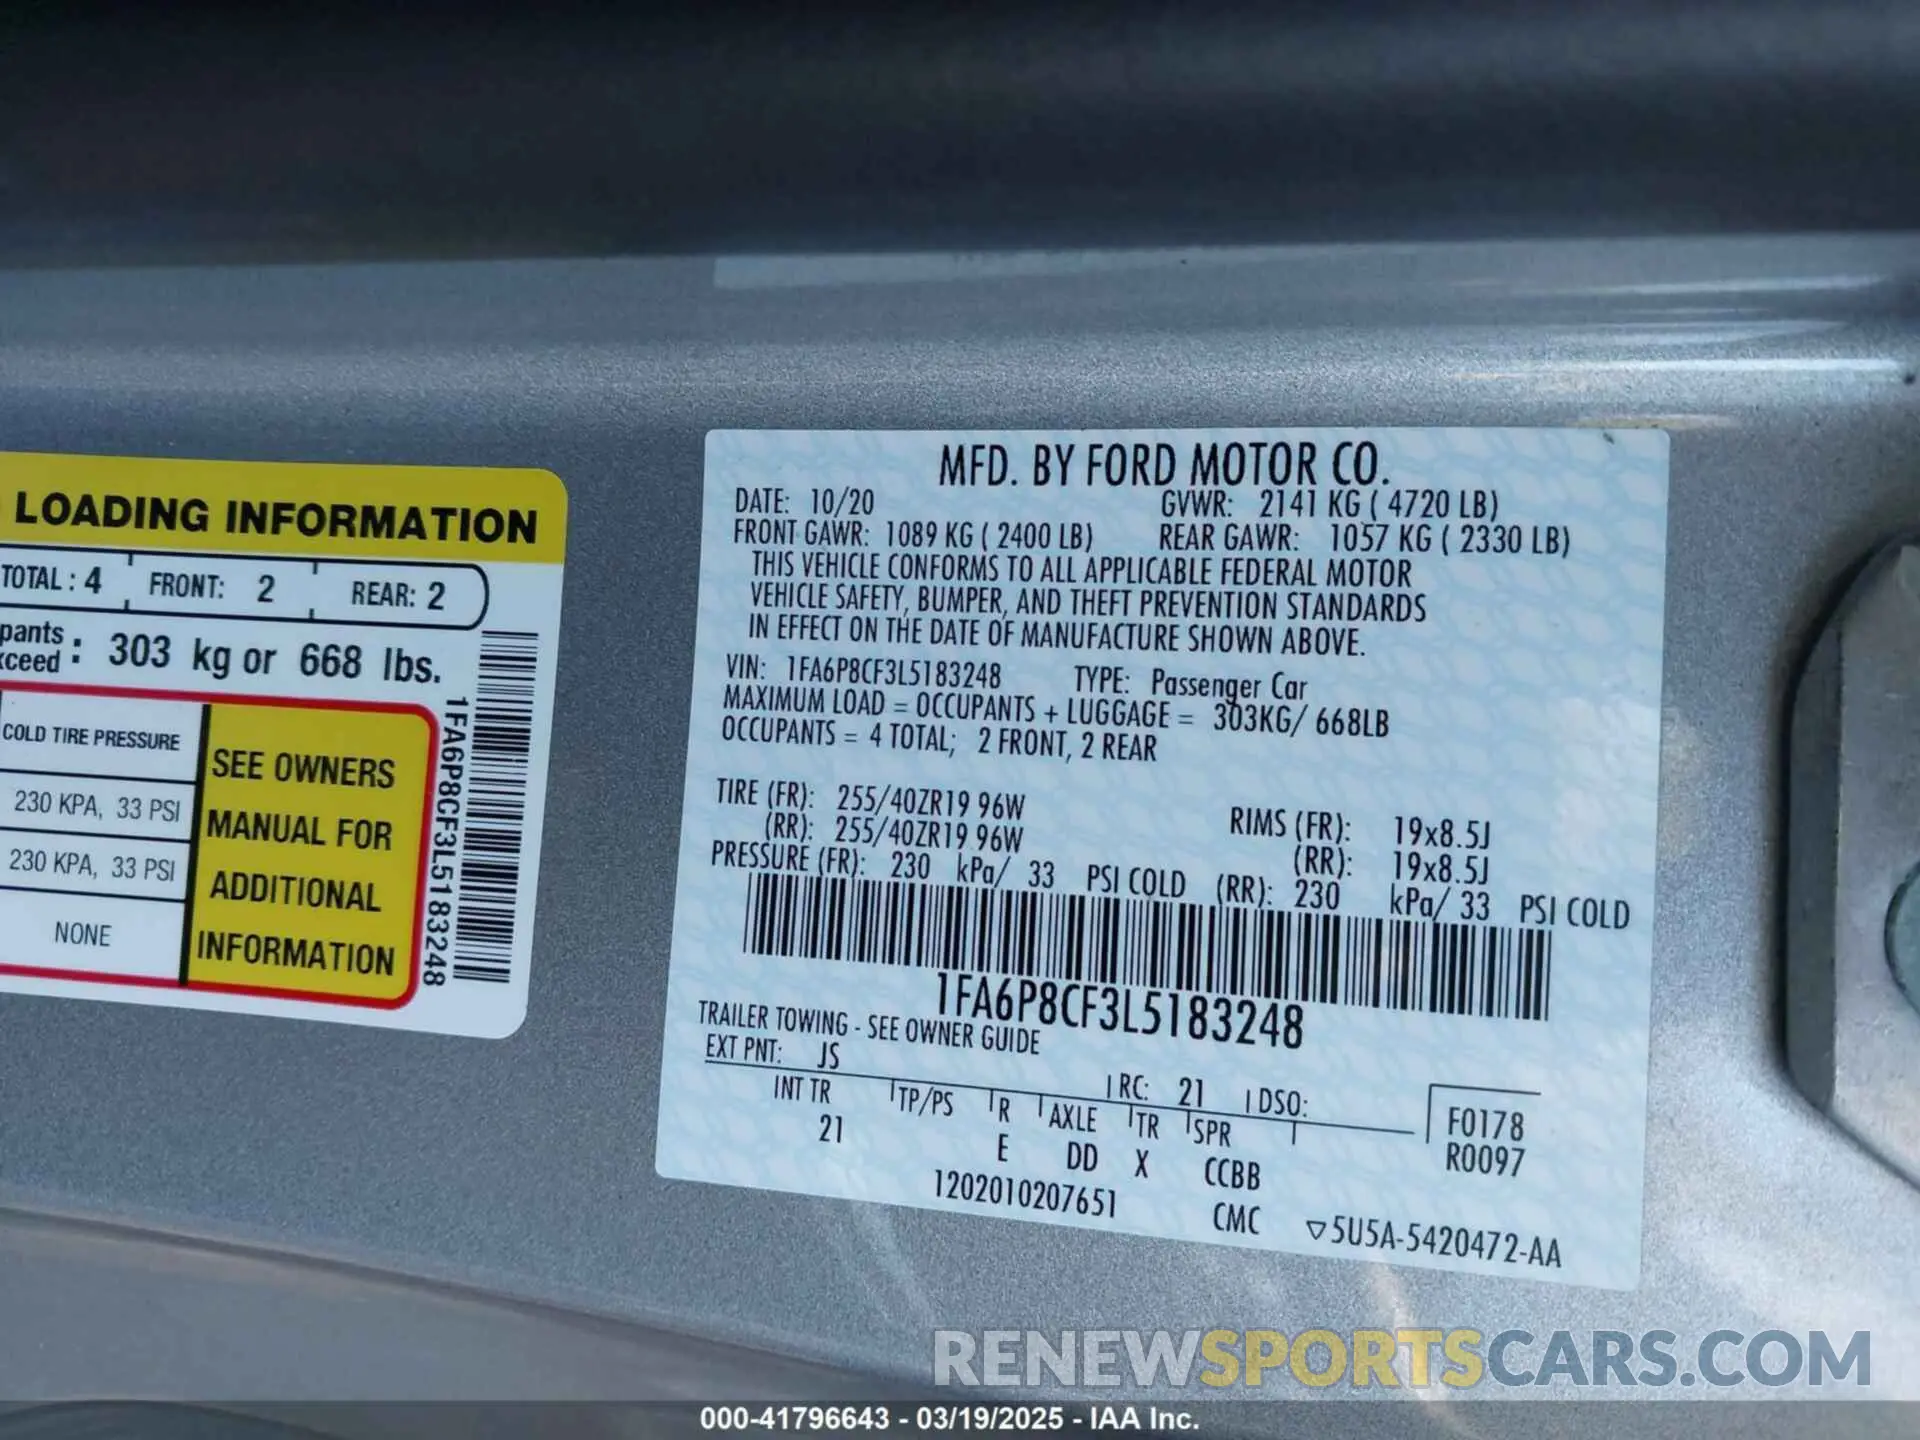 LOADING INFORMATION
TOTAL : 4 FRONT: 2 REAR: 2
pants
xceed : 303 kg or 668 lbs.
COLD TIRE PRESSURE
230 KPA, 33 PSI
230 KPA, 33 PSI
NONE
SEE OWNERS
MANUAL FOR
ADDITIONAL
INFORMATION
1FA6P8CF3L5183248
MFD. BY FORD MOTOR CO.
DATE: 10/20 GVWR: 2141 KG ( 4720 LB)
FRONT GAWR: 1089 KG ( 2400 LB) REAR GAWR: 1057 KG ( 2330 LB)
THIS VEHICLE CONFORMS TO ALL APPLICABLE FEDERAL MOTOR
VEHICLE SAFETY, BUMPER, AND THEFT PREVENTION STANDARDS
IN EFFECT ON THE DATE OF MANUFACTURE SHOWN ABOVE.
VIN: 1FA6P8CF3L5183248 TYPE: Passenger Car
MAXIMUM LOAD = OCCUPANTS + LUGGAGE = 303KG/ 668LB
OCCUPANTS = 4 TOTAL; 2 FRONT, 2 REAR
TIRE (FR): 255/40ZR19 96W RIMS (FR): 19x8.5J
(RR): 255/40ZR19 96W (RR): 19x8.5J
PRESSURE (FR): 230 kPa/ 33 PSI COLD (RR): 230 kPa/ 33 PSI COLD
1FA6P8CF3L5183248
TRAILER TOWING - SEE OWNER GUIDE
EXT PNT: JS RC: 21 DSO:
INT TR TP/PS R AXLE TR SPR
21 E DD X CCBB
F0178
R0097
1202010207651 CMC ▽5U5A-5420472-AA
RENEWSPORTSCARS.COM
000-41796643 - 03/19/2025 - IAA Inc.